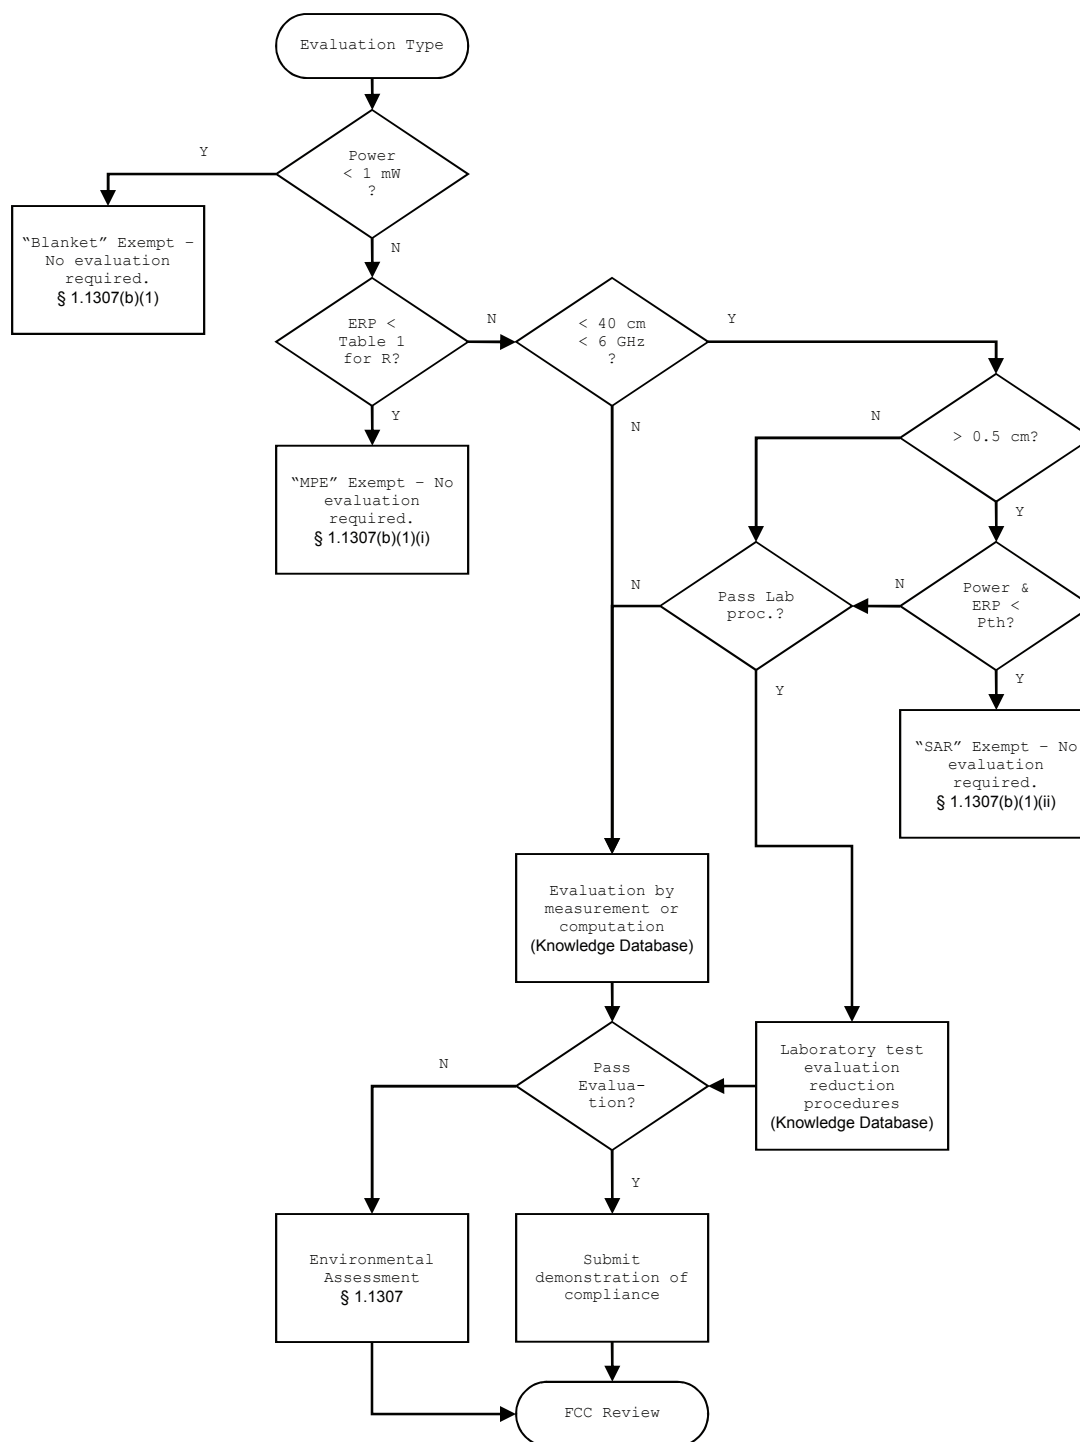 Evaluation Type
Power
< 1 mW
?
Y
N
“Blanket” Exempt –
No evaluation
required.
§ 1.1307(b)(1)
ERP <
Table 1
for R?
N
< 40 cm
< 6 GHz
?
Y
Y
N
N
> 0.5 cm?
“MPE” Exempt – No
evaluation
required.
§ 1.1307(b)(1)(i)
Y
N
Pass Lab
proc.?
N
Power &
ERP <
Pth?
Y
Y
“SAR” Exempt – No
evaluation
required.
§ 1.1307(b)(1)(ii)
Evaluation by
measurement or
computation
(Knowledge Database)
N
Pass
Evalua-
tion?
Laboratory test
evaluation
reduction
procedures
(Knowledge Database)
Y
Environmental
Assessment
§ 1.1307
Submit
demonstration of
compliance
FCC Review